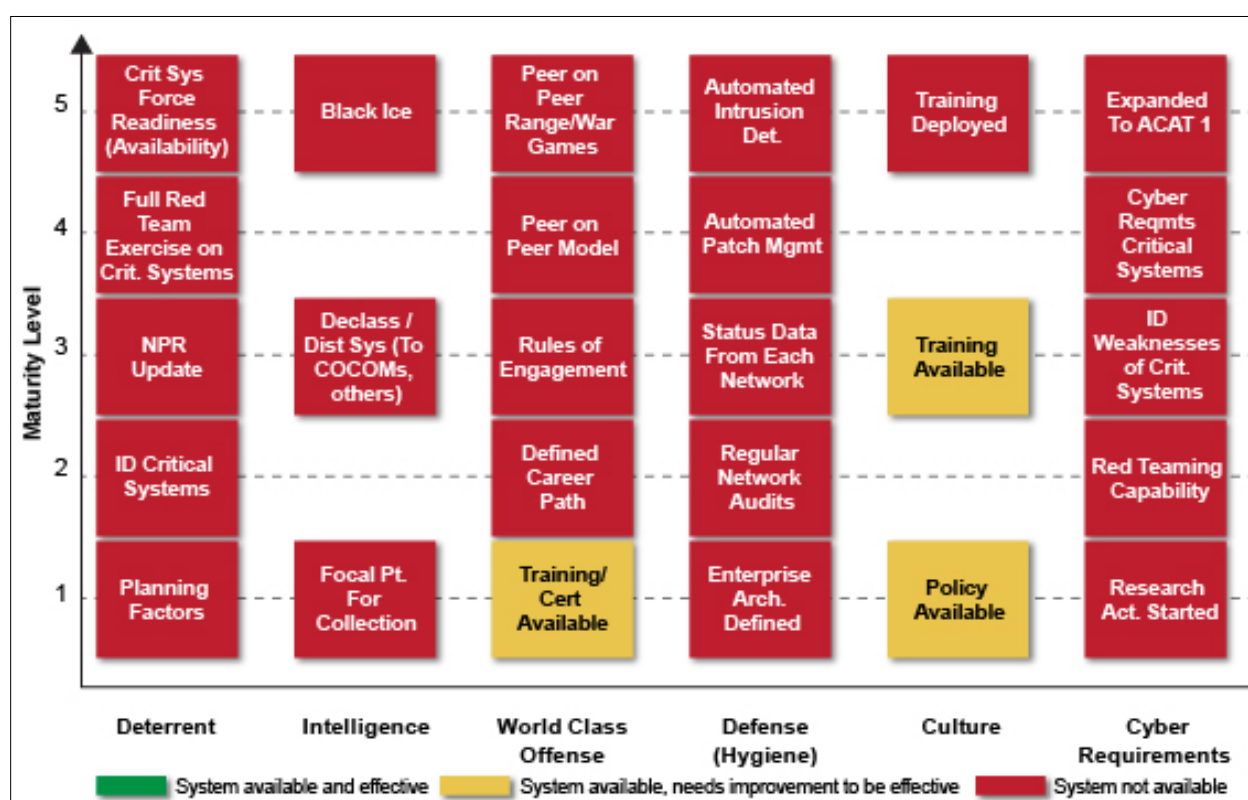 Maturity Level
5
4
3
2
1
Crit Sys
Force
Readiness
(Availability)
Black Ice
Peer on
Peer
Range/War
Games
Automated
Intrusion
Det.
Training
Deployed
Expanded
To ACAT 1
Full Red
Team
Exercise on
Crit. Systems
Peer on
Peer Model
Automated
Patch Mgmt
Cyber
Reqmts
Critical
Systems
NPR
Update
Declass /
Dist Sys (To
COCOMs,
others)
Rules of
Engagement
Status Data
From Each
Network
Training
Available
ID
Weaknesses
of Crit.
Systems
ID Critical
Systems
Defined
Career
Path
Regular
Network
Audits
Red Teaming
Capability
Planning
Factors
Focal Pt.
For
Collection
Training/
Cert
Available
Enterprise
Arch.
Defined
Policy
Available
Research
Act. Started
Deterrent
Intelligence
World Class
Offense
Defense
(Hygiene)
Culture
Cyber
Requirements
System available and effective
System available, needs improvement to be effective
System not available